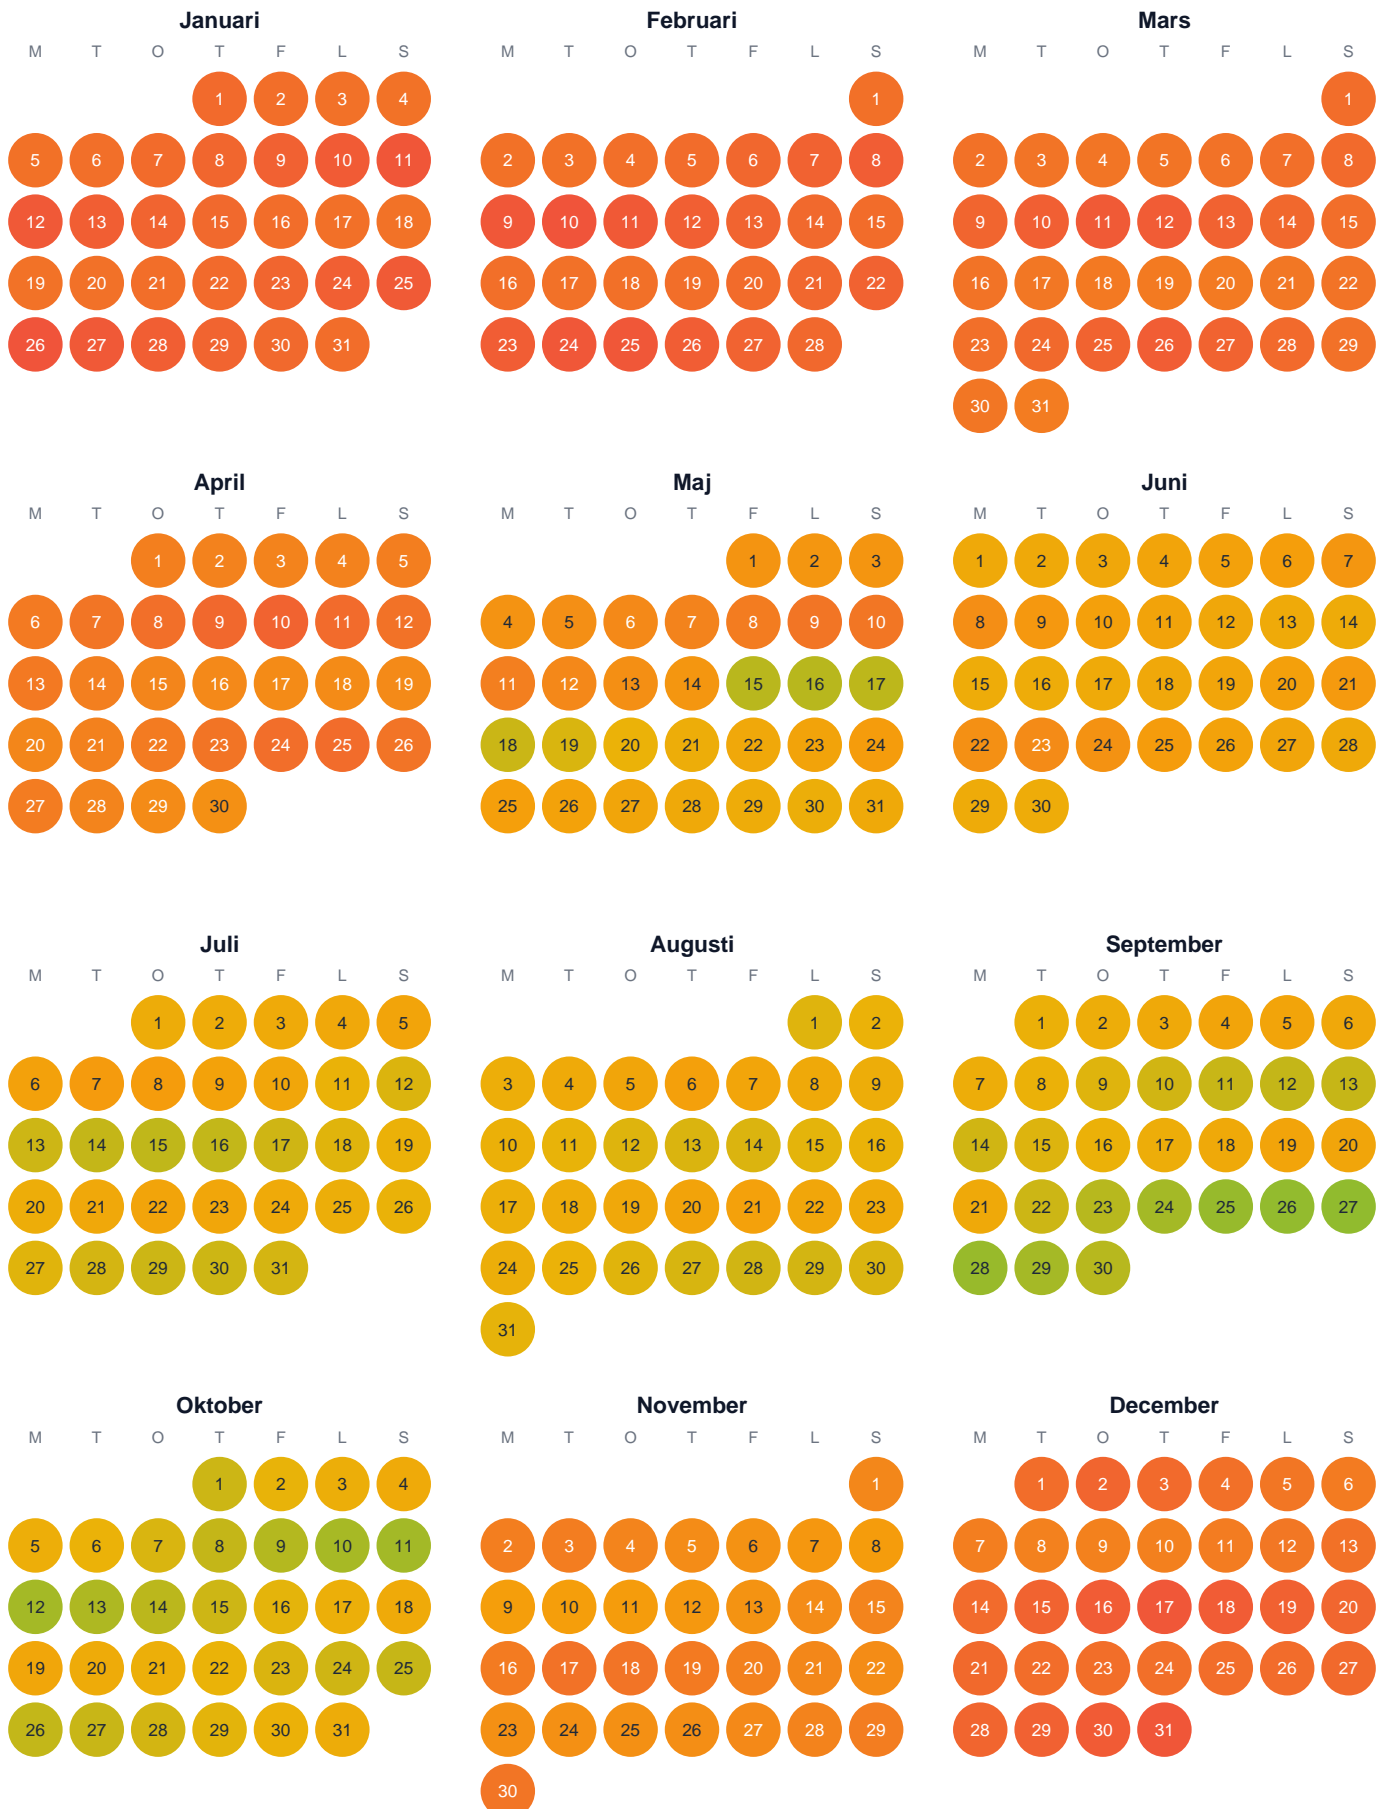 Januari Februari Mars
M T O T F L S M T O T F L S M T O T F L S
1 2 3 4 1 1
5 6 7 8 9 10 11 2 3 4 5 6 7 8 2 3 4 5 6 7 8
12 13 14 15 16 17 18 9 10 11 12 13 14 15 9 10 11 12 13 14 15
19 20 21 22 23 24 25 16 17 18 19 20 21 22 16 17 18 19 20 21 22
26 27 28 29 30 31 23 24 25 26 27 28 23 24 25 26 27 28 29
30 31
April Maj Juni
M T O T F L S M T O T F L S M T O T F L S
1 2 3 4 5 1 2 3 1 2 3 4 5 6 7
6 7 8 9 10 11 12 4 5 6 7 8 9 10 8 9 10 11 12 13 14
13 14 15 16 17 18 19 11 12 13 14 15 16 17 15 16 17 18 19 20 21
20 21 22 23 24 25 26 18 19 20 21 22 23 24 22 23 24 25 26 27 28
27 28 29 30 25 26 27 28 29 30 31 29 30
Juli Augusti September
M T O T F L S M T O T F L S M T O T F L S
1 2 3 4 5 1 2 1 2 3 4 5 6
6 7 8 9 10 11 12 3 4 5 6 7 8 9 7 8 9 10 11 12 13
13 14 15 16 17 18 19 10 11 12 13 14 15 16 14 15 16 17 18 19 20
20 21 22 23 24 25 26 17 18 19 20 21 22 23 21 22 23 24 25 26 27
27 28 29 30 31 24 25 26 27 28 29 30 28 29 30
31
Oktober November December
M T O T F L S M T O T F L S M T O T F L S
1 2 3 4 1 1 2 3 4 5 6
5 6 7 8 9 10 11 2 3 4 5 6 7 8 7 8 9 10 11 12 13
12 13 14 15 16 17 18 9 10 11 12 13 14 15 14 15 16 17 18 19 20
19 20 21 22 23 24 25 16 17 18 19 20 21 22 21 22 23 24 25 26 27
26 27 28 29 30 31 23 24 25 26 27 28 29 28 29 30 31
30